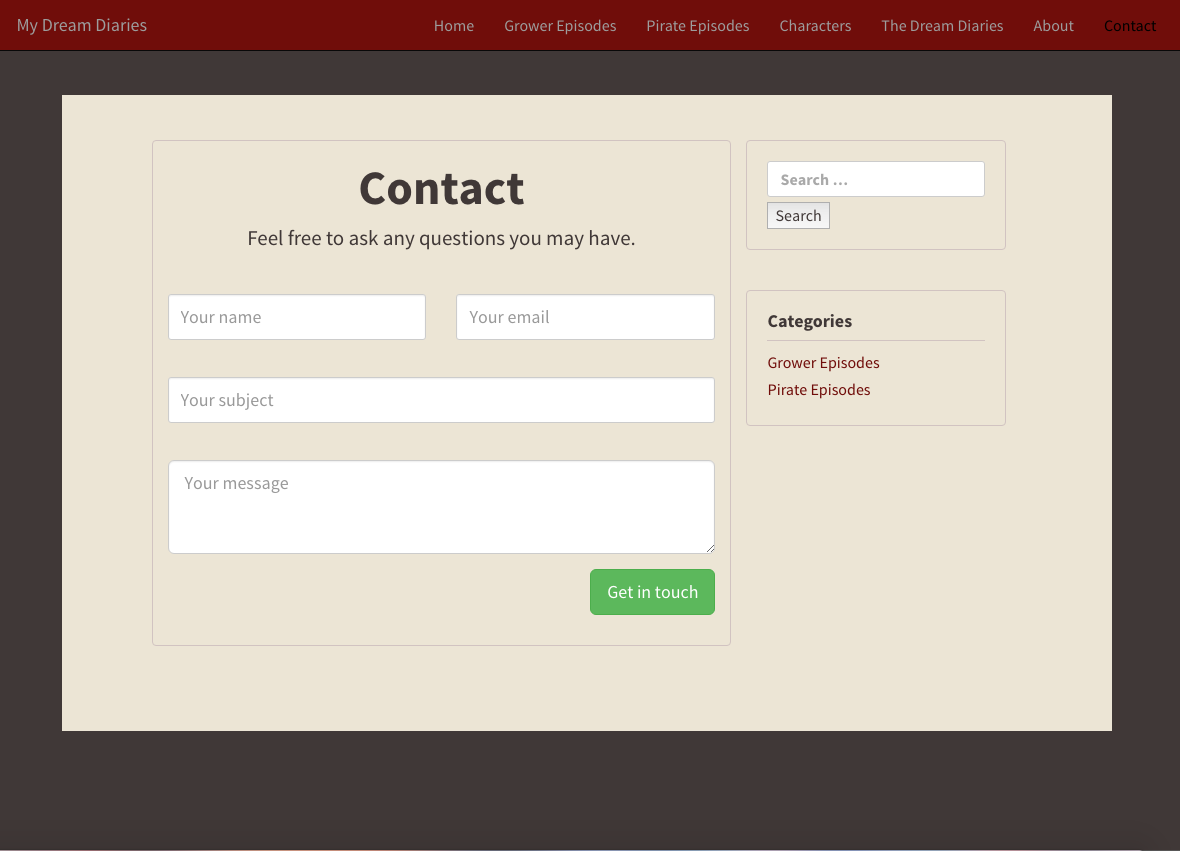 My Dream Diaries Home Grower Episodes Pirate Episodes Characters The Dream Diaries About Contact
Contact
Feel free to ask any questions you may have.
Your name Your email
Your subject
Your message
Get in touch
Search ...
Search
Categories
Grower Episodes
Pirate Episodes